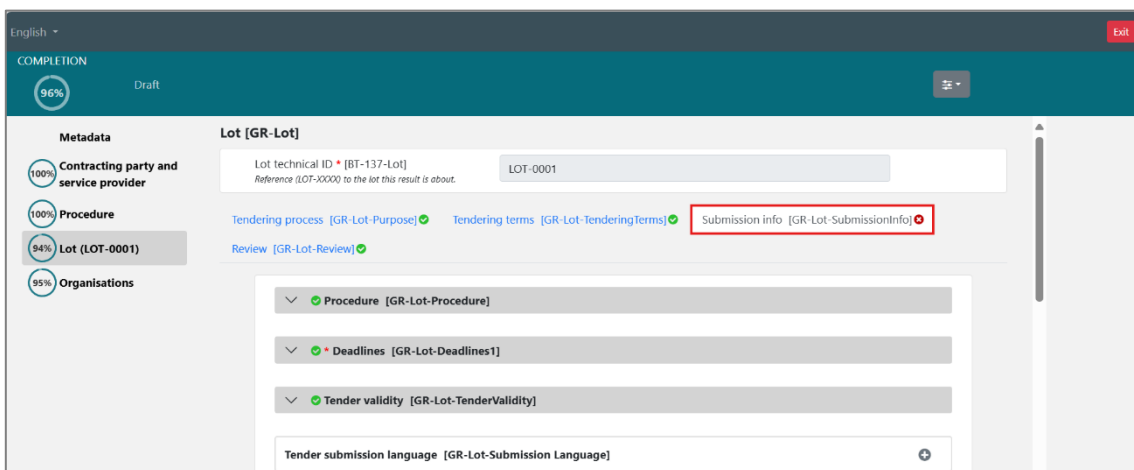 English
Exit
COMPLETION
96%
Draft
Metadata
100%
Contracting party and
service provider
100%
Procedure
94%
Lot (LOT-0001)
95%
Organisations
Lot [GR-Lot]
Lot technical ID * [BT-137-Lot]
Reference (LOT-XXXX) to the lot this result is about.
LOT-0001
Tendering process [GR-Lot-Purpose]
Tendering terms [GR-Lot-TenderingTerms]
Submission info [GR-Lot-SubmissionInfo]
Review [GR-Lot-Review]
Procedure [GR-Lot-Procedure]
* Deadlines [GR-Lot-Deadlines1]
Tender validity [GR-Lot-TenderValidity]
Tender submission language [GR-Lot-Submission Language]